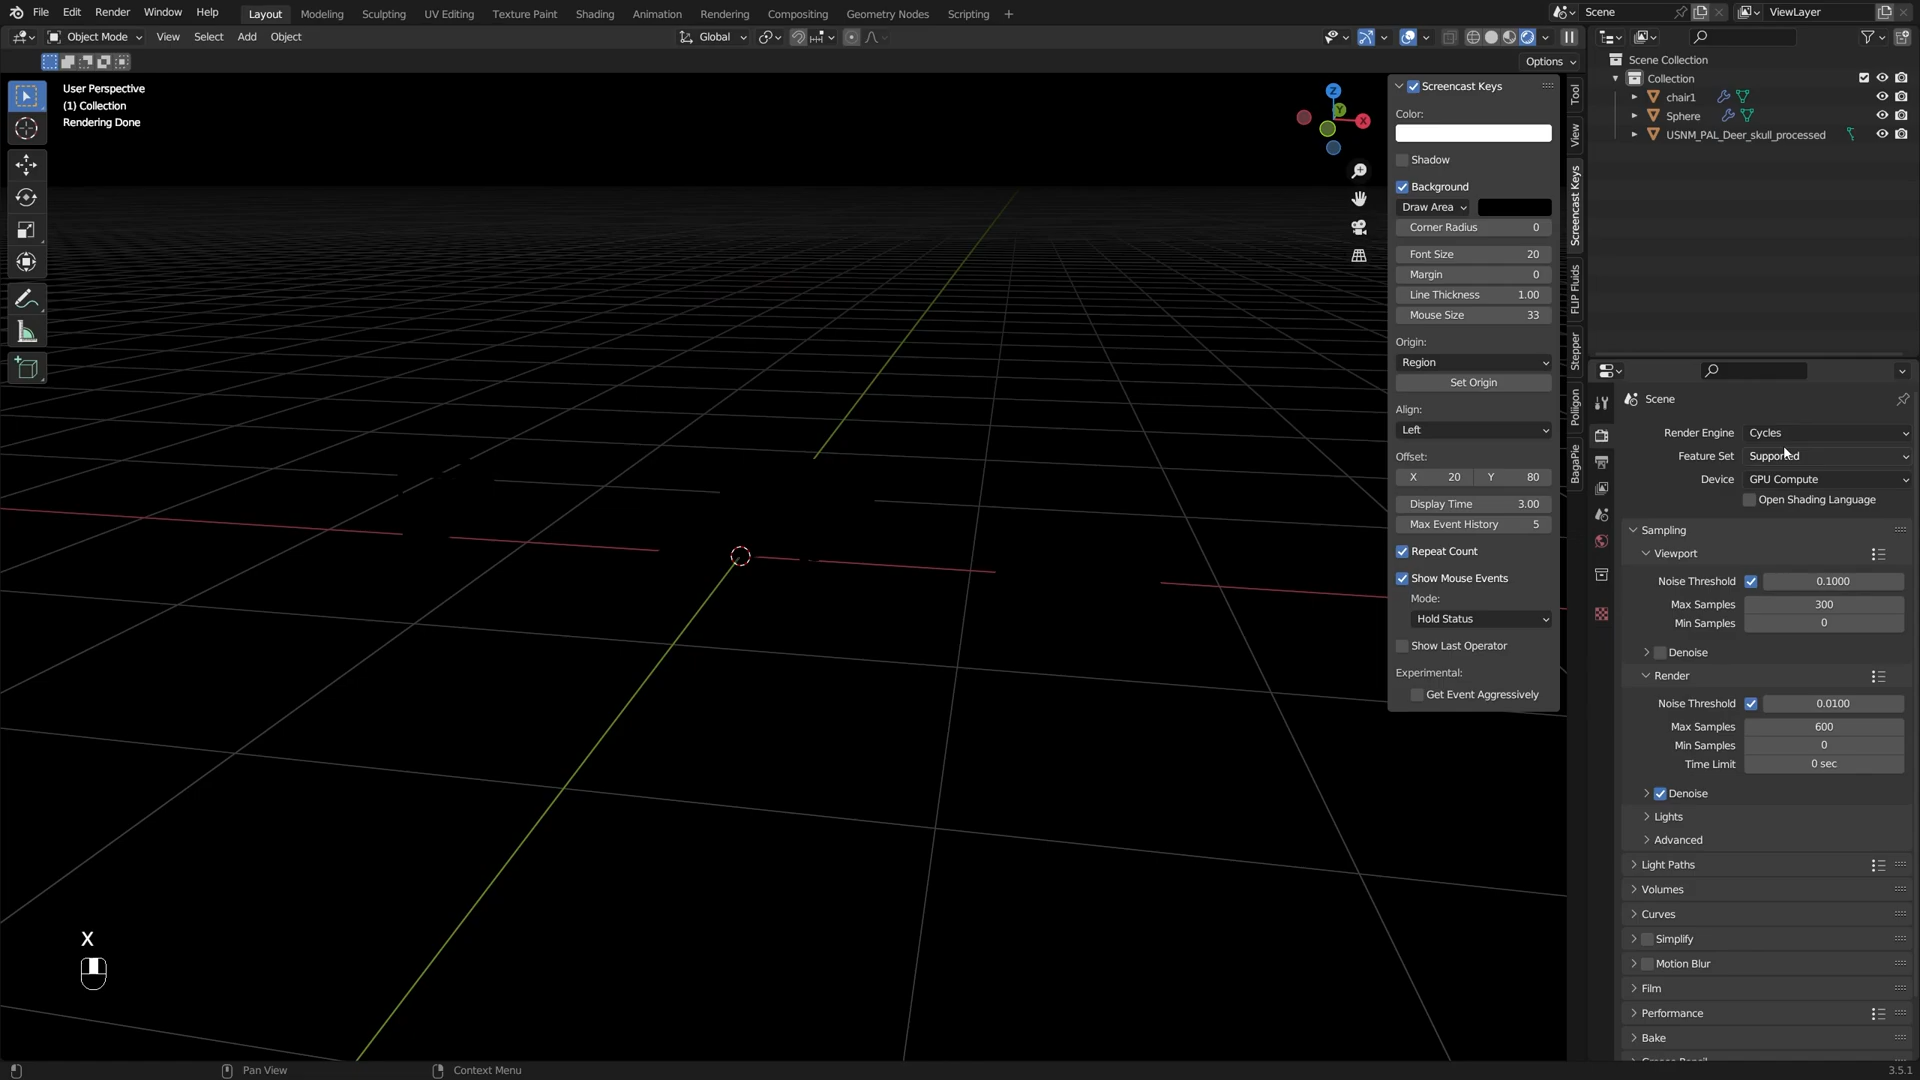 File Edit Render Window Help Layout Modeling Sculpting UV Editing Texture Paint Shading Animation Rendering Compositing Geometry Nodes Scripting + Scene ViewLayer
Object Mode View Select Add Object Global
Options
User Perspective
(1) Collection
Rendering Done
Z
Y
X
Screencast Keys
Color:
Shadow
Background
Draw Area
Corner Radius 0
Font Size 20
Margin 0
Line Thickness 1.00
Mouse Size 33
Origin:
Region
Set Origin
Align:
Left
Offset:
X 20 Y 80
Display Time 3.00
Max Event History 5
Repeat Count
Show Mouse Events
Mode:
Hold Status
Show Last Operator
Experimental:
Get Event Aggressively
Tool
View
Screencast Keys
FLIP Fluids
Stepper
Poliigon
BagaPie
Scene Collection
Collection
chair1
Sphere
USNM_PAL_Deer_skull_processed
Scene
Render Engine Cycles
Feature Set Supported
Device GPU Compute
Open Shading Language
Sampling
Viewport
Noise Threshold 0.1000
Max Samples 300
Min Samples 0
Denoise
Render
Noise Threshold 0.0100
Max Samples 600
Min Samples 0
Time Limit 0 sec
Denoise
Lights
Advanced
Light Paths
Volumes
Curves
Simplify
Motion Blur
Film
Performance
Bake
X
Pan View Context Menu 3.5.1